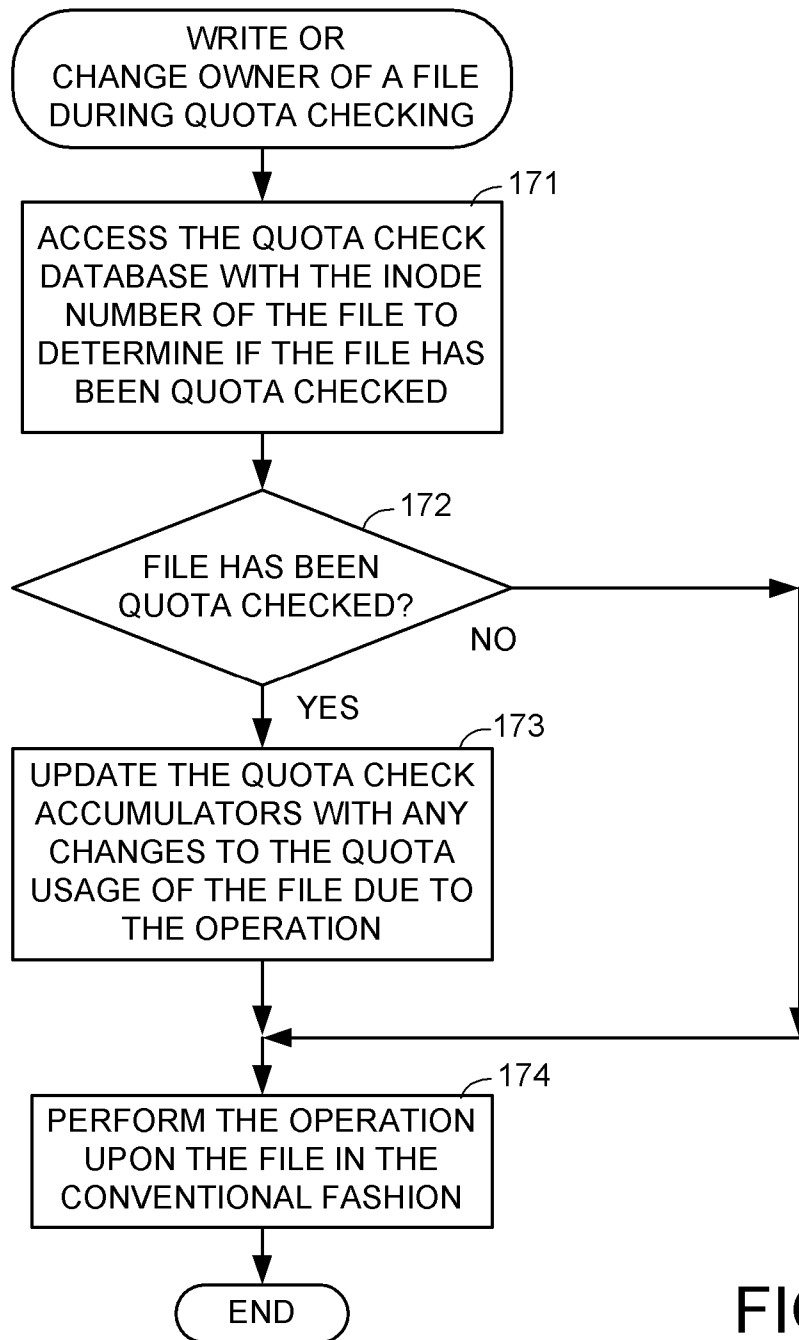 WRITE OR
CHANGE OWNER OF A FILE
DURING QUOTA CHECKING
171
ACCESS THE QUOTA CHECK
DATABASE WITH THE INODE
NUMBER OF THE FILE TO
DETERMINE IF THE FILE HAS
BEEN QUOTA CHECKED
172
FILE HAS BEEN
QUOTA CHECKED?
NO
YES
173
UPDATE THE QUOTA CHECK
ACCUMULATORS WITH ANY
CHANGES TO THE QUOTA
USAGE OF THE FILE DUE TO
THE OPERATION
174
PERFORM THE OPERATION
UPON THE FILE IN THE
CONVENTIONAL FASHION
END